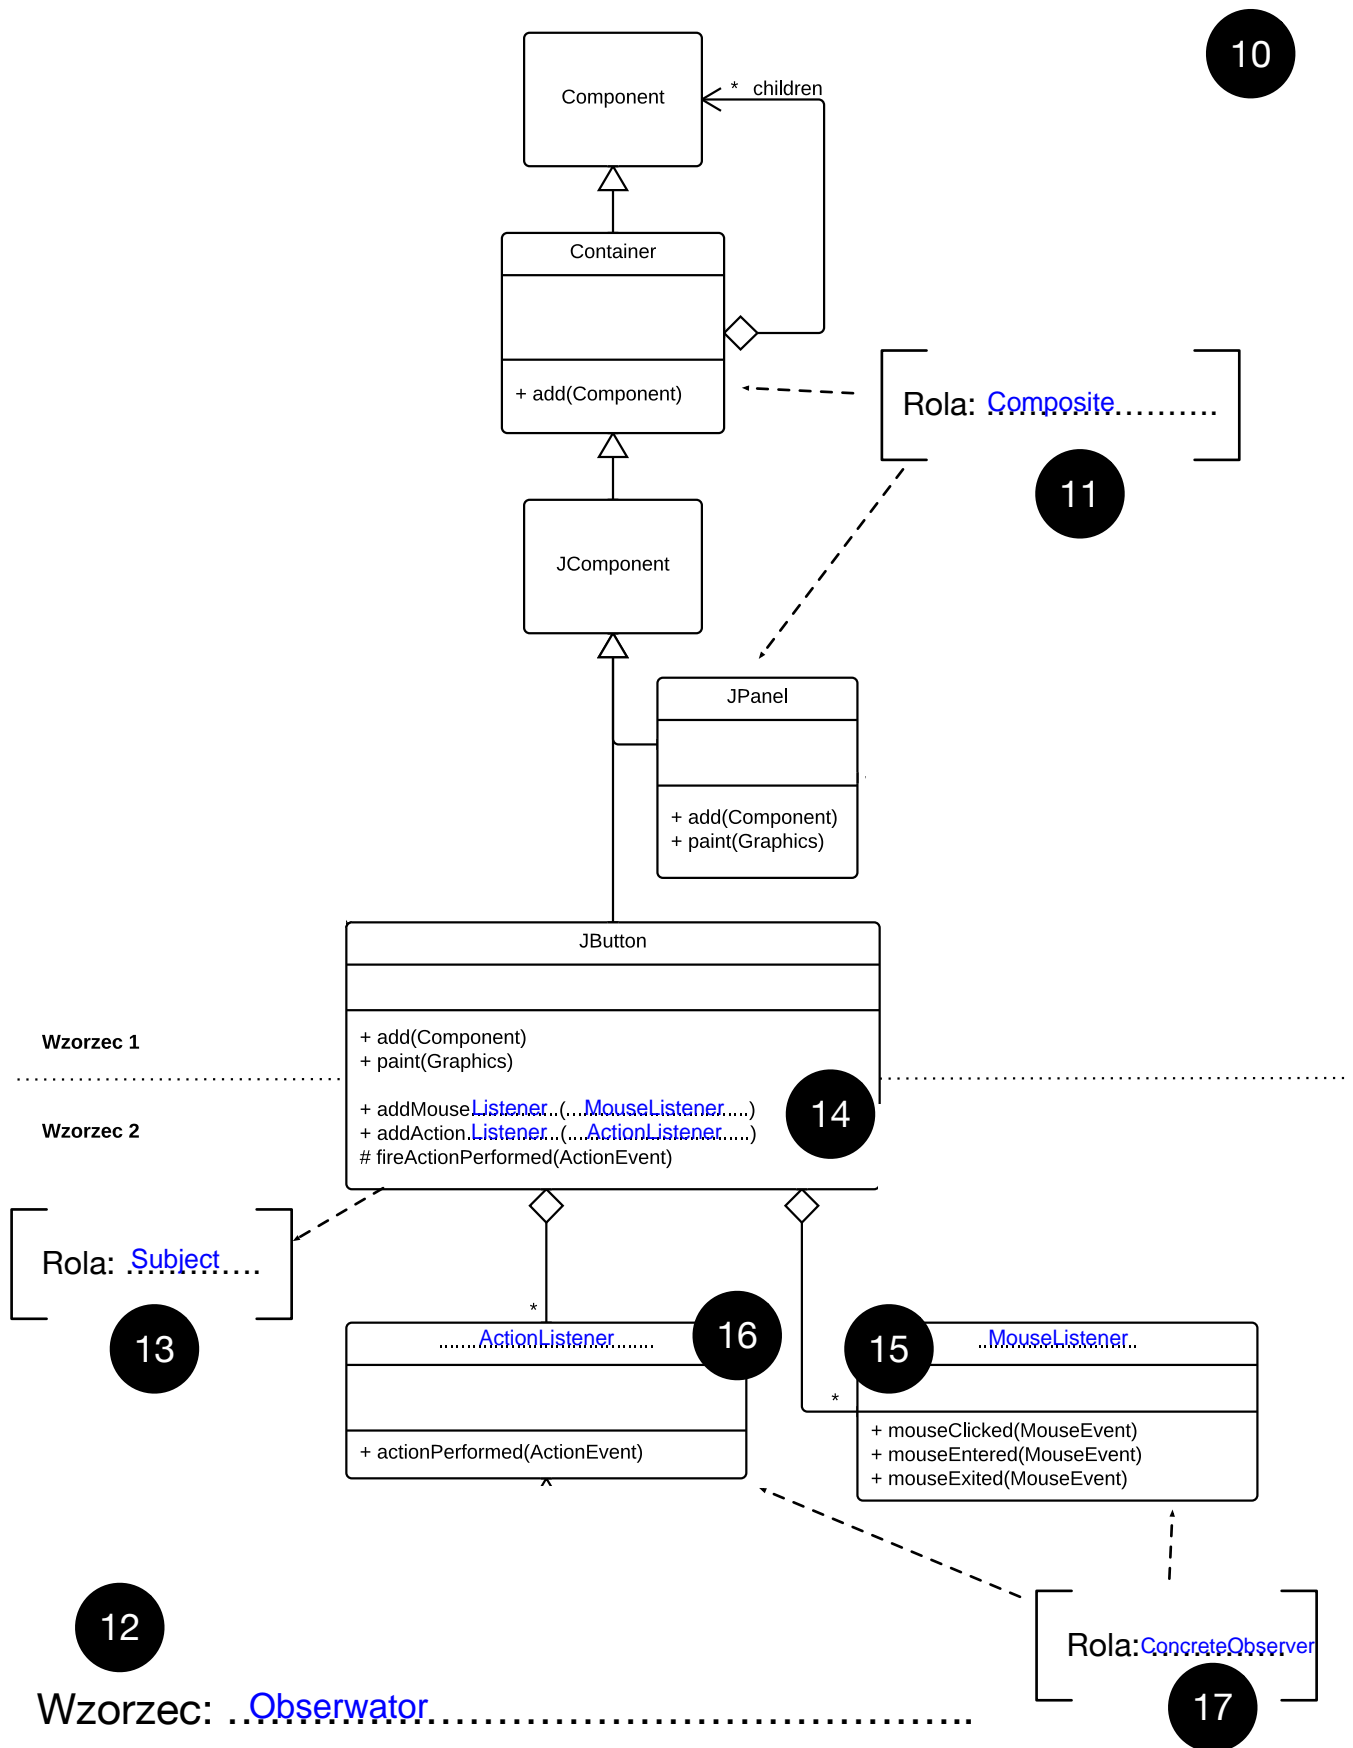 10
* children
Component
Container
+ add(Component)
Rola: Composite.....................
11
JComponent
JPanel
+ add(Component)
+ paint(Graphics)
JButton
Wzorzec 1
+ add(Component)
+ paint(Graphics)
Wzorzec 2
+ addMouse Listener..(...MouseListener.....)
+ addAction.Listener..(....ActionListener.....)
# fireActionPerformed(ActionEvent)
14
Rola: Subject.............
13
*
ActionListener
16
15
MouseListener
*
+ actionPerformed(ActionEvent)
+ mouseClicked(MouseEvent)
+ mouseEntered(MouseEvent)
+ mouseExited(MouseEvent)
12
Rola: ConcreteObserver
17
Wzorzec: ..Obserwator..........................................